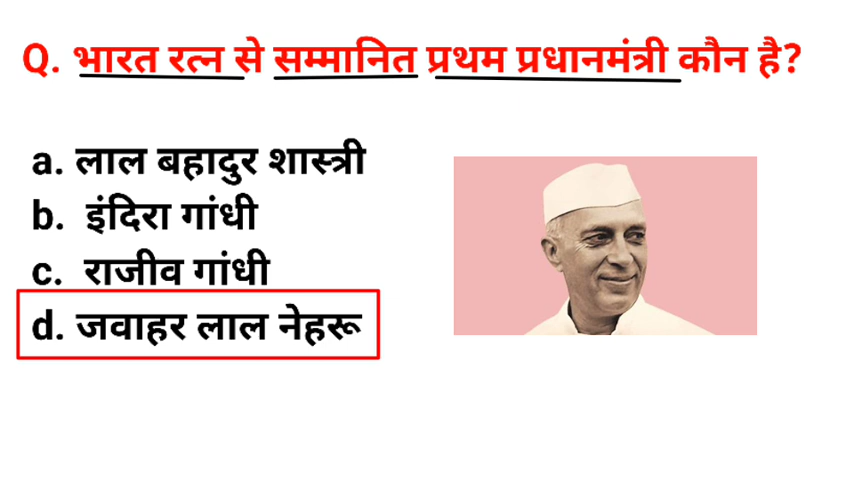 Q. भारत रत्न से सम्मानित प्रथम प्रधानमंत्री कौन है?
a. लाल बहादुर शास्त्री
b. इंदिरा गांधी
c. राजीव गांधी
d. जवाहर लाल नेहरू